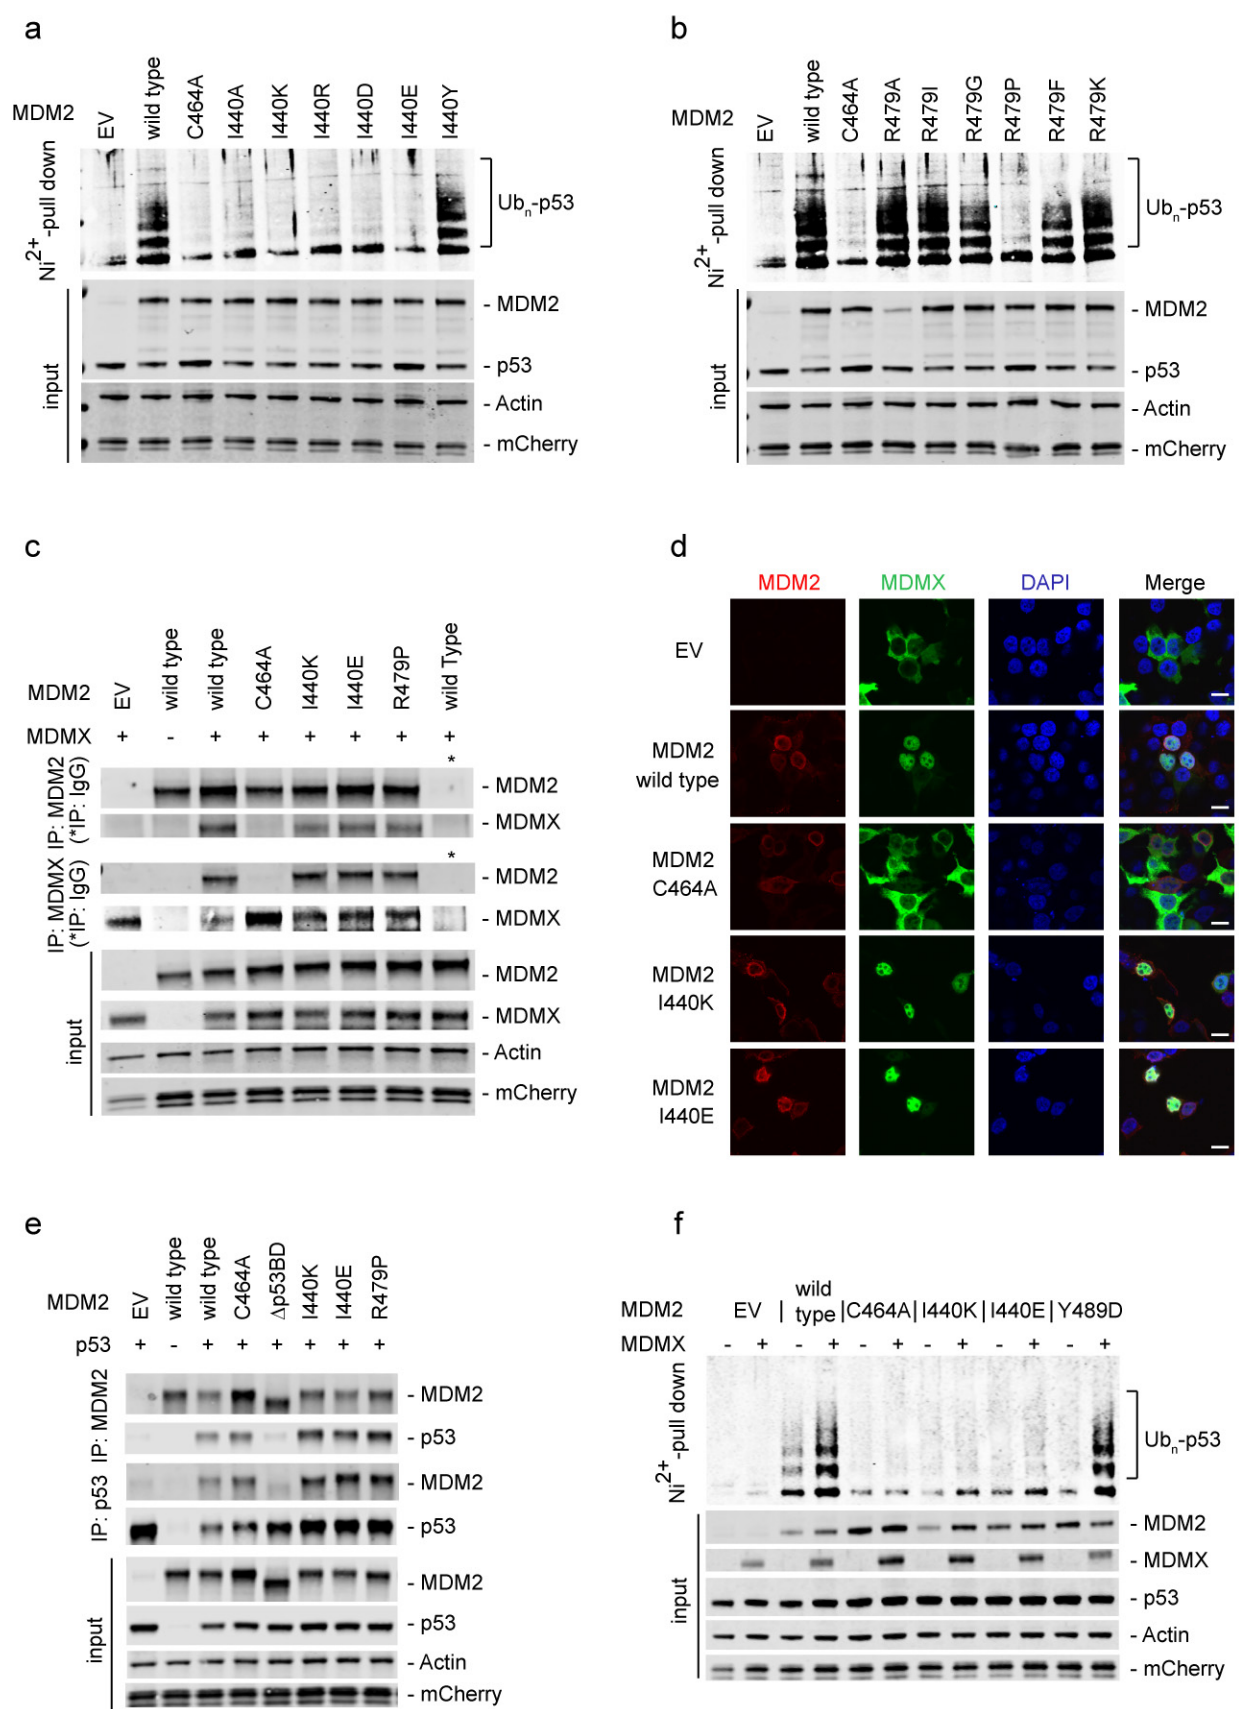 a
MDM2
EV
wild type
C464A
I440A
I440K
I440R
I440D
I440E
I440Y
Ni2+-pull down
Ubn-p53
input
- MDM2
- p53
- Actin
- mCherry
b
MDM2
EV
wild type
C464A
R479A
R479I
R479G
R479P
R479F
R479K
Ni2+-pull down
Ubn-p53
input
- MDM2
- p53
- Actin
- mCherry
c
MDM2
EV
wild type
wild type
C464A
I440K
I440E
R479P
wild Type
MDMX + - + + + + + +
IP: MDM2
(*IP: IgG)
*
- MDM2
- MDMX
IP: MDMX
(*IP: IgG)
*
- MDM2
- MDMX
input
- MDM2
- MDMX
- Actin
- mCherry
d
MDM2 MDMX DAPI Merge
EV
MDM2
wild type
MDM2
C464A
MDM2
I440K
MDM2
I440E
e
MDM2
EV
wild type
wild type
C464A
Δp53BD
I440K
I440E
R479P
p53 + - + + + + + +
IP: MDM2
- MDM2
- p53
IP: p53
- MDM2
- p53
input
- MDM2
- p53
- Actin
- mCherry
f
MDM2 EV | wild type | C464A | I440K | I440E | Y489D
MDMX - + - + - + - + - + - +
Ni2+-pull down
Ubn-p53
input
- MDM2
- MDMX
- p53
- Actin
- mCherry